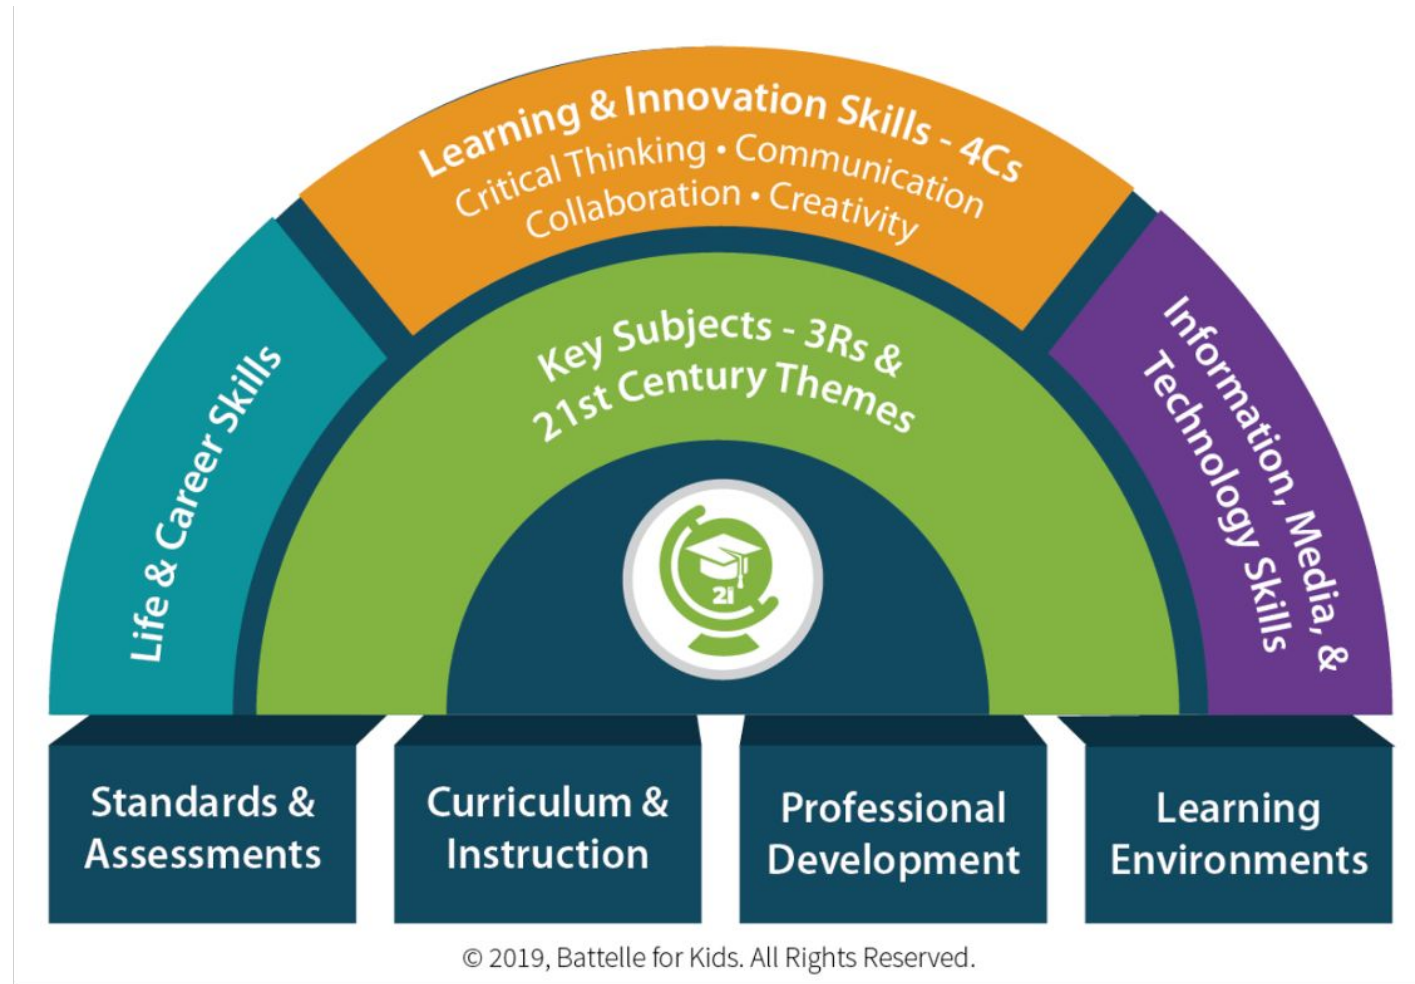 Learning & Innovation Skills - 4Cs
Critical Thinking • Communication
Collaboration • Creativity
Life & Career Skills
Key Subjects - 3Rs &
21st Century Themes
Information, Media, &
Technology Skills
21
Standards &
Assessments
Curriculum &
Instruction
Professional
Development
Learning
Environments
© 2019, Battelle for Kids. All Rights Reserved.